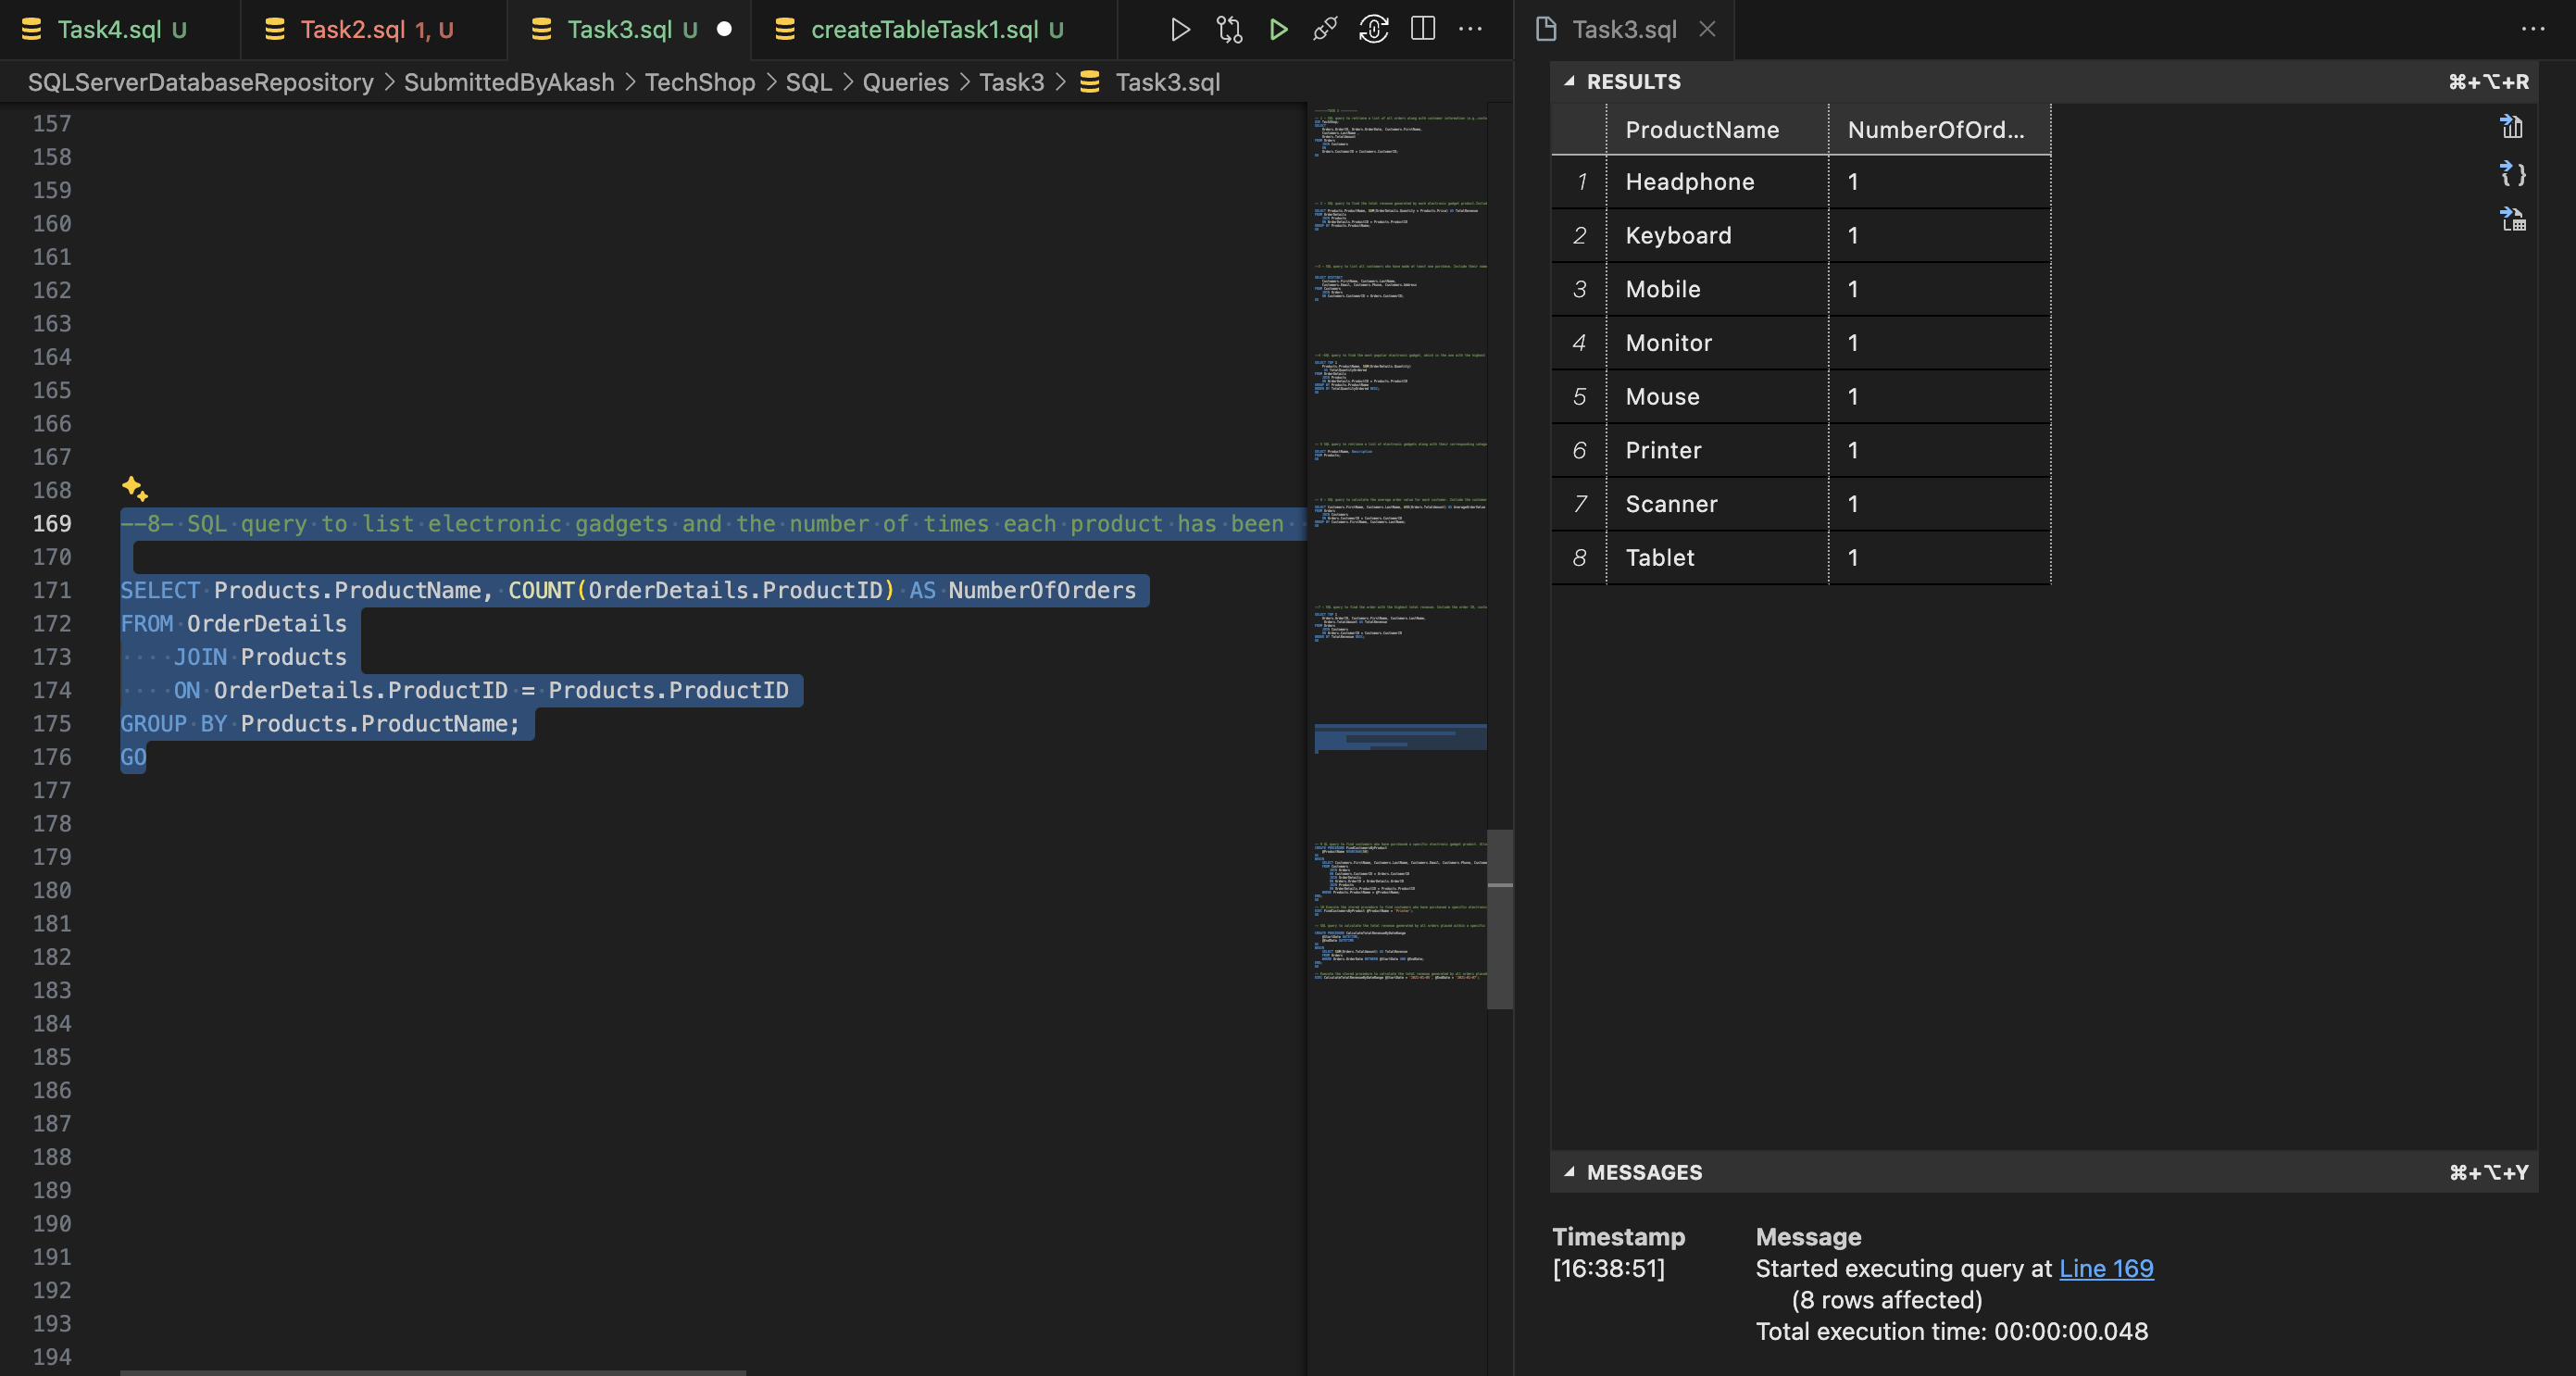 Task4.sql U
Task2.sql 1, U
Task3.sql U
createTableTask1.sql U
Task3.sql
SQLServerDatabaseRepository > SubmittedByAkash > TechShop > SQL > Queries > Task3 > Task3.sql
157
158
159
160
161
162
163
164
165
166
167
168
169 --8- SQL query to list electronic gadgets and the number of times each product has been
170
171 SELECT Products.ProductName, COUNT(OrderDetails.ProductID) AS NumberOfOrders
172 FROM OrderDetails
173 JOIN Products
174 ON OrderDetails.ProductID = Products.ProductID
175 GROUP BY Products.ProductName;
176 GO
177
178
179
180
181
182
183
184
185
186
187
188
189
190
191
192
193
194
RESULTS ⌘+⌥+R
ProductName NumberOfOrd...
1 Headphone 1
2 Keyboard 1
3 Mobile 1
4 Monitor 1
5 Mouse 1
6 Printer 1
7 Scanner 1
8 Tablet 1
MESSAGES ⌘+⌥+Y
Timestamp Message
[16:38:51] Started executing query at Line 169
(8 rows affected)
Total execution time: 00:00:00.048